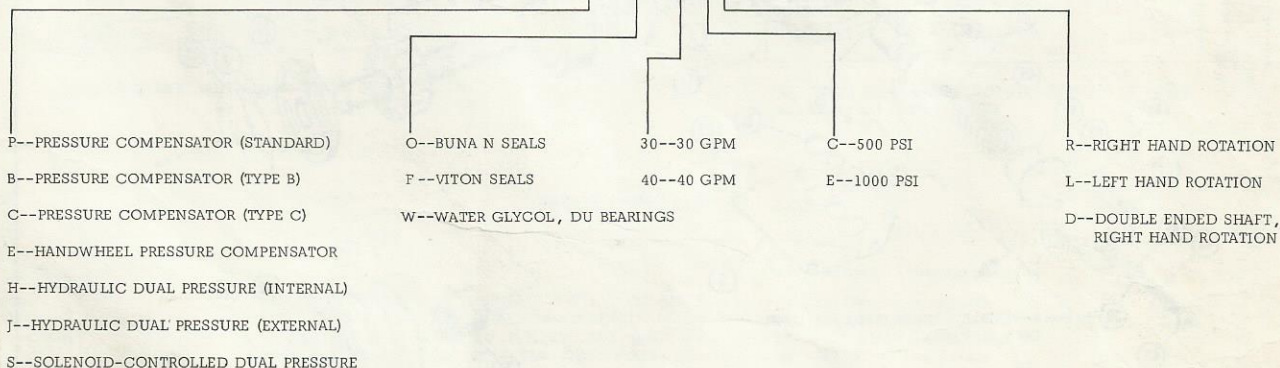 P--PRESSURE COMPENSATOR (STANDARD)
B--PRESSURE COMPENSATOR (TYPE B)
C--PRESSURE COMPENSATOR (TYPE C)
E--HANDWHEEL PRESSURE COMPENSATOR
H--HYDRAULIC DUAL PRESSURE (INTERNAL)
J--HYDRAULIC DUAL PRESSURE (EXTERNAL)
S--SOLENOID-CONTROLLED DUAL PRESSURE
O--BUNA N SEALS
F--VITON SEALS
W--WATER GLYCOL, DU BEARINGS
30--30 GPM
40--40 GPM
C--500 PSI
E--1000 PSI
R--RIGHT HAND ROTATION
L--LEFT HAND ROTATION
D--DOUBLE ENDED SHAFT,
RIGHT HAND ROTATION